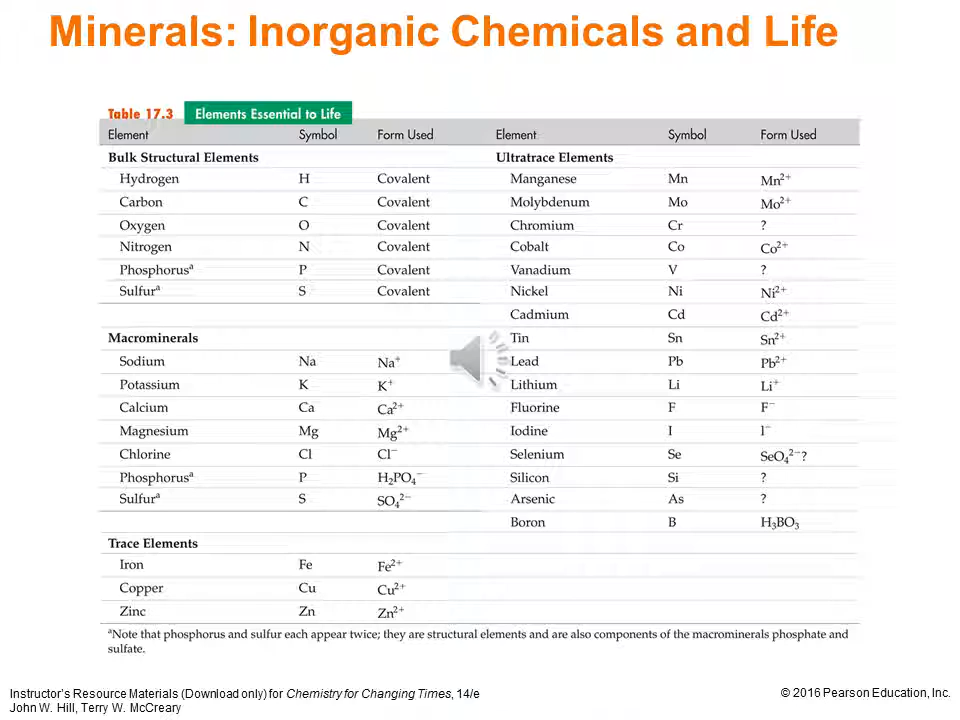 Minerals: Inorganic Chemicals and Life
Table 17.3 Elements Essential to Life
Element Symbol Form Used Element Symbol Form Used
Bulk Structural Elements Ultratrace Elements
Hydrogen H Covalent Manganese Mn Mn²⁺
Carbon C Covalent Molybdenum Mo Mo²⁺
Oxygen O Covalent Chromium Cr ?
Nitrogen N Covalent Cobalt Co Co²⁺
Phosphorusᵃ P Covalent Vanadium V ?
Sulfurᵃ S Covalent Nickel Ni Ni²⁺
Cadmium Cd Cd²⁺
Macrominerals Tin Sn Sn²⁺
Sodium Na Na⁺ Lead Pb Pb²⁺
Potassium K K⁺ Lithium Li Li⁺
Calcium Ca Ca²⁺ Fluorine F F⁻
Magnesium Mg Mg²⁺ Iodine I I⁻
Chlorine Cl Cl⁻ Selenium Se SeO₄²⁻?
Phosphorusᵃ P H₂PO₄⁻ Silicon Si ?
Sulfurᵃ S SO₄²⁻ Arsenic As ?
Boron B H₃BO₃
Trace Elements
Iron Fe Fe²⁺
Copper Cu Cu²⁺
Zinc Zn Zn²⁺
ᵃNote that phosphorus and sulfur each appear twice; they are structural elements and are also components of the macrominerals phosphate and
sulfate.
Instructor's Resource Materials (Download only) for Chemistry for Changing Times, 14/e
John W. Hill, Terry W. McCreary
© 2016 Pearson Education, Inc.